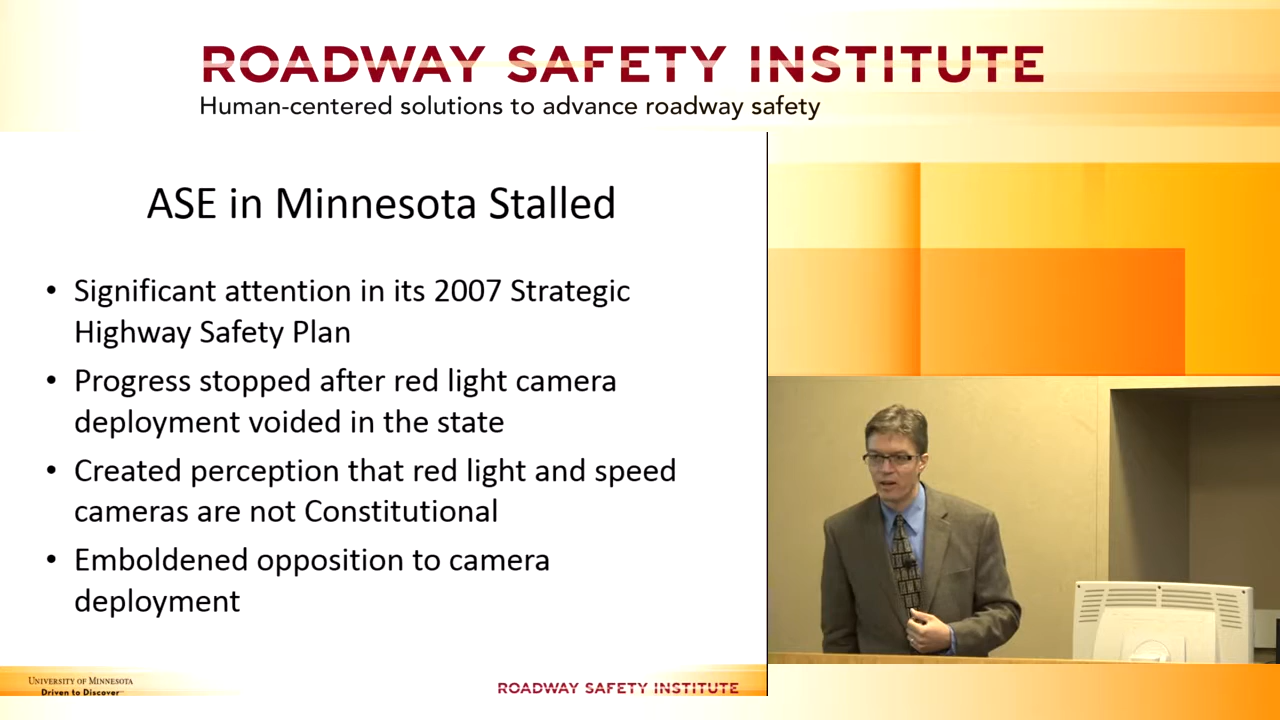 ROADWAY SAFETY INSTITUTE
Human-centered solutions to advance roadway safety
ASE in Minnesota Stalled
• Significant attention in its 2007 Strategic
Highway Safety Plan
• Progress stopped after red light camera
deployment voided in the state
• Created perception that red light and speed
cameras are not Constitutional
• Emboldened opposition to camera
deployment
UNIVERSITY OF MINNESOTA
Driven to Discover
ROADWAY SAFETY INSTITUTE